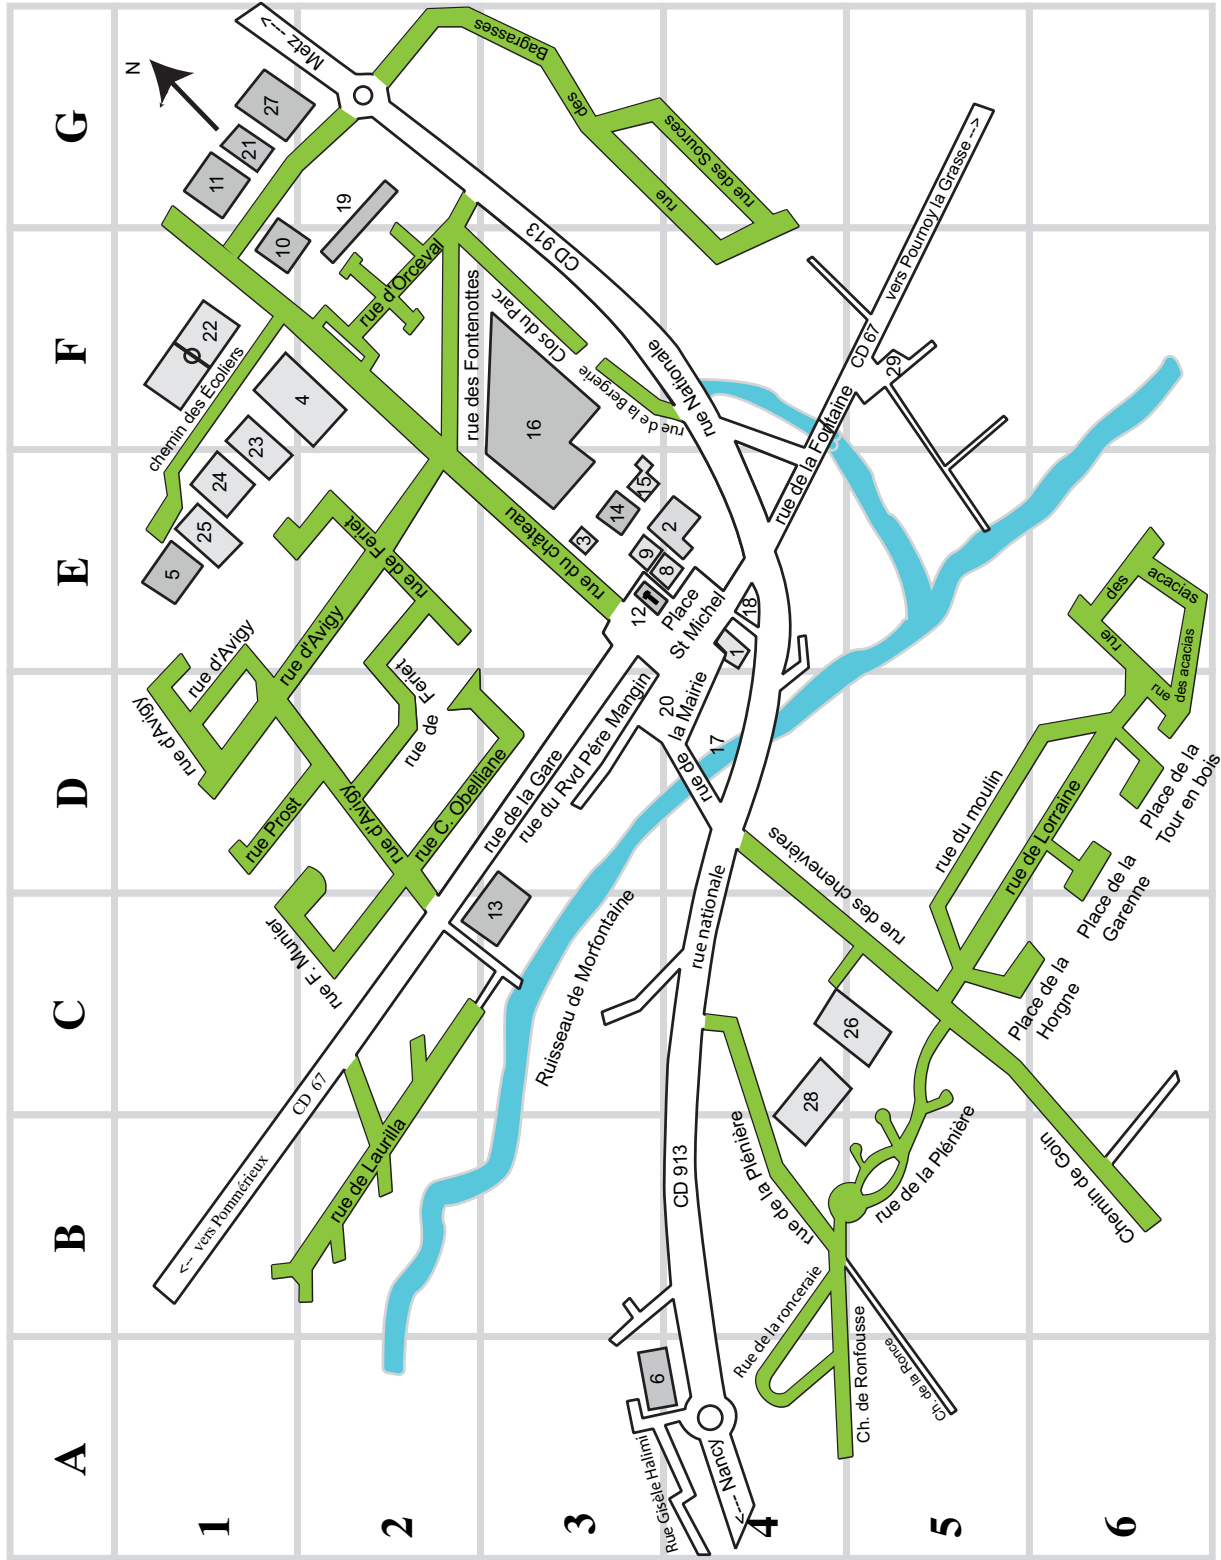 A
B
C
D
E
F
G
1
2
3
4
5
6
N
Metz --->
<---- Nancy
<-- vers Pommérieux
vers Pournoy la Grasse -->
CD 67
CD 67
CD 913
CD 913
rue Nationale
rue nationale
rue des
Bagrasses
rue des Sources
rue d'Orceval
rue des Fontenottes
Clos du Parc
rue de la Bergerie
chemin des Écoliers
rue du château
rue de la Fontaine
rue de Feriet
rue de
Feriet
rue d'Avigy
rue d'Avigy
rue d'Avigy
rue d'Avigy
rue Prost
rue C. Obelliane
rue F. Munier
rue de la Gare
rue du Rvd Père Mangin
Place
St Michel
rue de
la Mairie
Ruisseau de Morfontaine
rue de Laurilla
rue des chenevières
rue du moulin
rue de Lorraine
rue
des
acacias
rue
des acacias
Place de la
Tour en bois
Place de la
Garenne
Place de la
Horgne
rue de la Plénière
rue de la Plénière
Chemin de Goin
Rue de la ronceraie
Ch. de Ronfousse
Ch. de la Ronce
Rue Gisèle Halimi
1
2
3
4
5
6
8
9
10
11
12
13
14
15
16
17
18
19
20
21
22
23
24
25
26
27
28
29